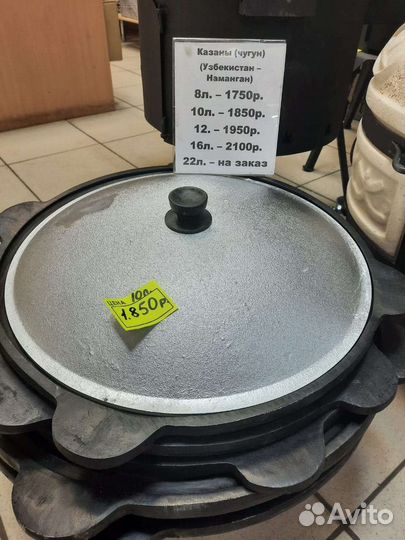 Казаны (чугун)
(Узбекистан –
Наманган)
8л. – 1750р.
10л. – 1850р.
12. – 1950р.
16л. – 2100р.
22л. – на заказ
ЦЕНА 10л.
1.850р.
Avito